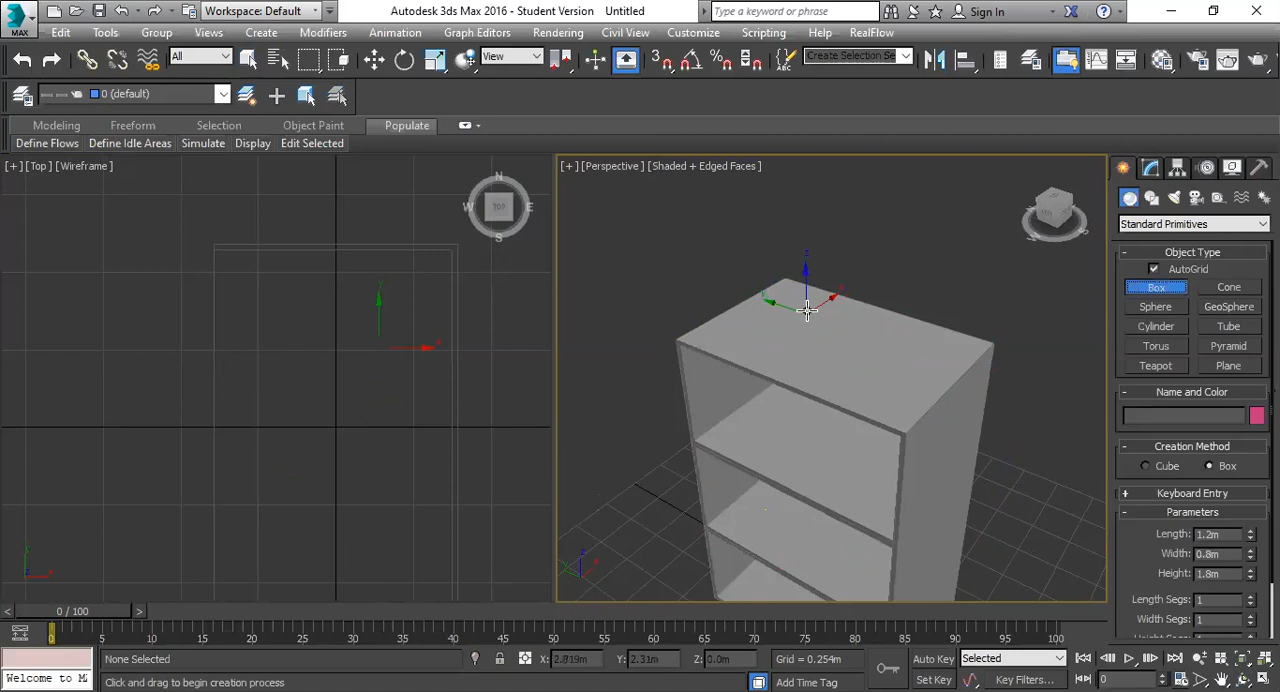 MAX
Workspace: Default
Autodesk 3ds Max 2016 - Student Version Untitled
Type a keyword or phrase
Sign In
Edit Tools Group Views Create Modifiers Animation Graph Editors Rendering Civil View Customize Scripting Help RealFlow
All
View
3
Create Selection Se
0 (default)
Modeling Freeform Selection Object Paint Populate
Define Flows Define Idle Areas Simulate Display Edit Selected
[+] [Top] [Wireframe]
[+] [Perspective] [Shaded + Edged Faces]
N
W TOP E
S
Standard Primitives
Object Type
AutoGrid
Box Cone
Sphere GeoSphere
Cylinder Tube
Torus Pyramid
Teapot Plane
Name and Color
Creation Method
Cube Box
Keyboard Entry
Parameters
Length: 1.2m
Width: 0.8m
Height: 1.8m
Length Segs: 1
Width Segs: 1
0 / 100
0 5 10 15 20 25 30 35 40 45 50 55 60 65 70 75 80 85 90 95 100
None Selected
X: 2.819m Y: 2.31m Z: 0.0m Grid = 0.254m
Auto Key Selected
Welcome to M
Click and drag to begin creation process
Add Time Tag
Set Key Key Filters...
0